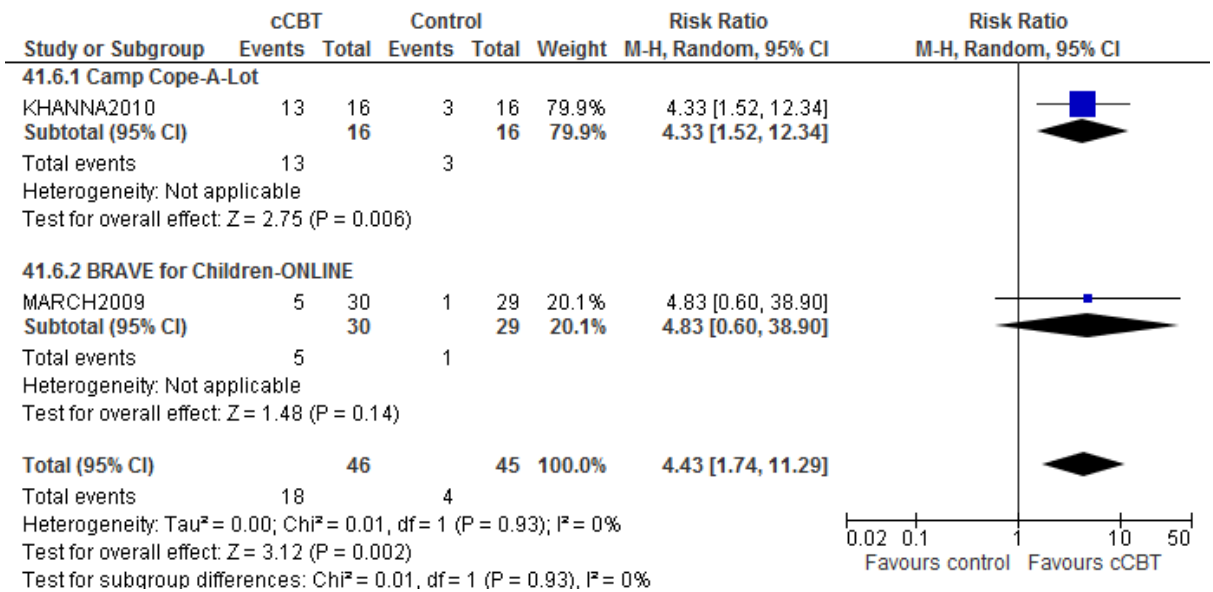 cCBT Control Risk Ratio Risk Ratio
Study or Subgroup Events Total Events Total Weight M-H, Random, 95% CI M-H, Random, 95% CI
41.6.1 Camp Cope-A-Lot
KHANNA2010 13 16 3 16 79.9% 4.33 [1.52, 12.34]
Subtotal (95% CI) 16 16 79.9% 4.33 [1.52, 12.34]
Total events 13 3
Heterogeneity: Not applicable
Test for overall effect: Z = 2.75 (P = 0.006)
41.6.2 BRAVE for Children-ONLINE
MARCH2009 5 30 1 29 20.1% 4.83 [0.60, 38.90]
Subtotal (95% CI) 30 29 20.1% 4.83 [0.60, 38.90]
Total events 5 1
Heterogeneity: Not applicable
Test for overall effect: Z = 1.48 (P = 0.14)
Total (95% CI) 46 45 100.0% 4.43 [1.74, 11.29]
Total events 18 4
Heterogeneity: Tau² = 0.00; Chi² = 0.01, df = 1 (P = 0.93); I² = 0%
Test for overall effect: Z = 3.12 (P = 0.002)
Test for subgroup differences: Chi² = 0.01, df = 1 (P = 0.93), I² = 0%
0.02 0.1 1 10 50
Favours control Favours cCBT